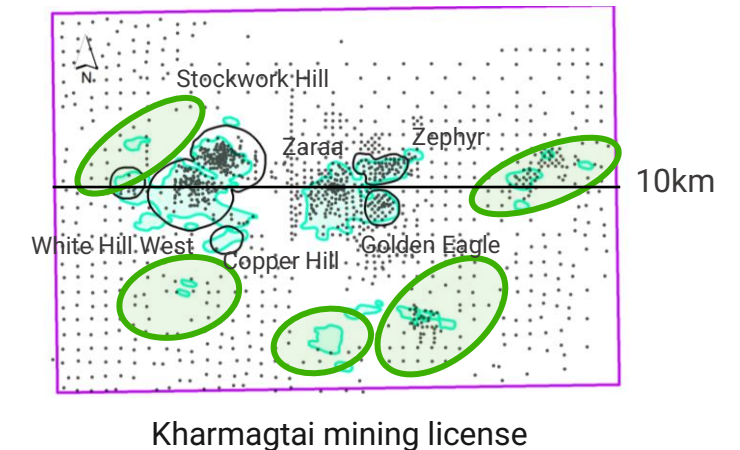 N
Stockwork Hill
Zaraa
Zephyr
10km
White Hill West
Golden Eagle
Copper Hill
Kharmagtai mining license